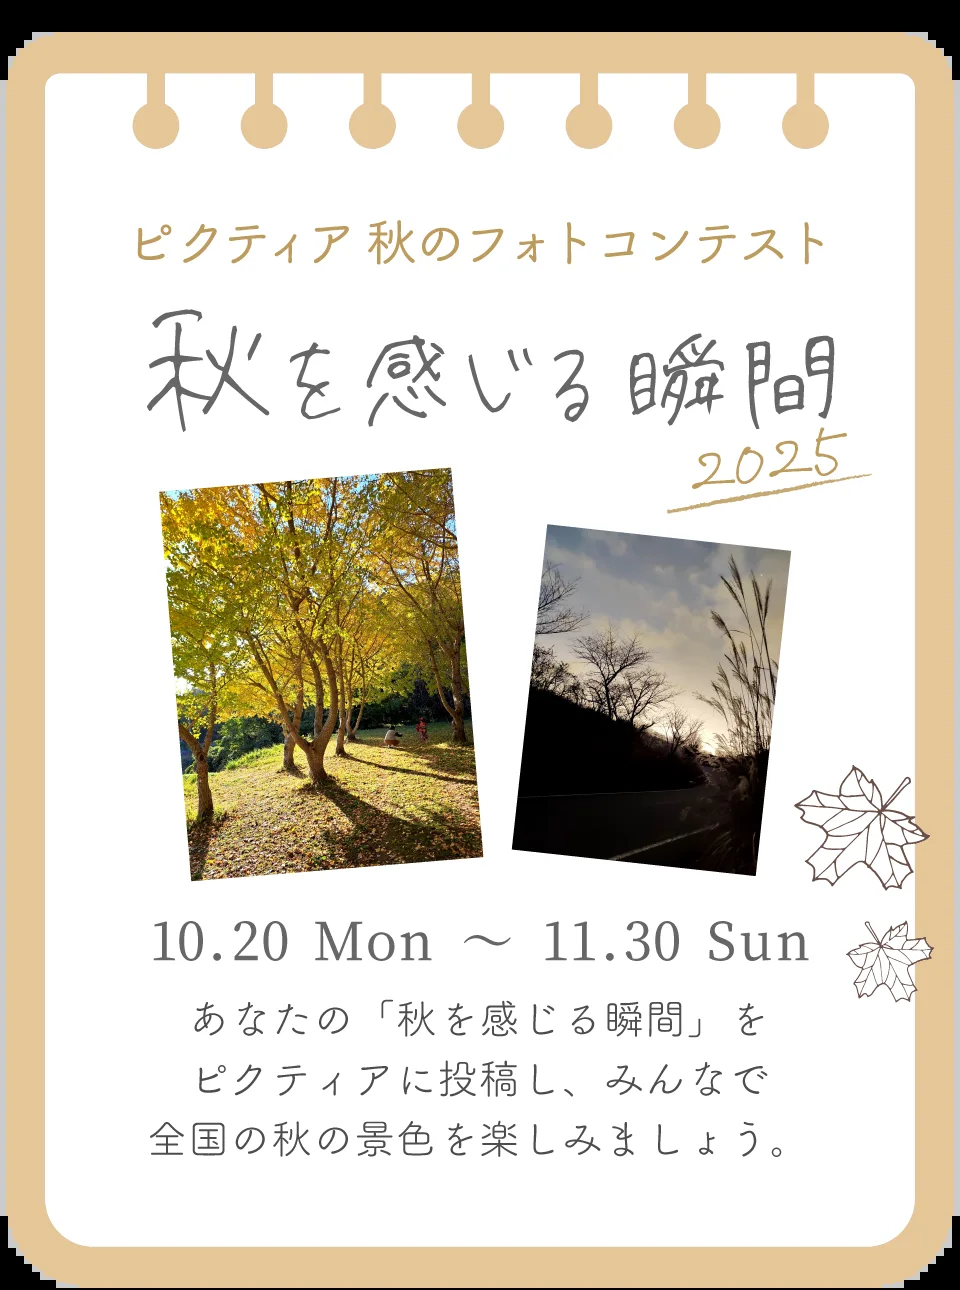 ピクティア 秋のフォトコンテスト
秋を感じる瞬間
2025
10.20 Mon ～ 11.30 Sun
あなたの「秋を感じる瞬間」を
ピクティアに投稿し、みんなで
全国の秋の景色を楽しみましょう。